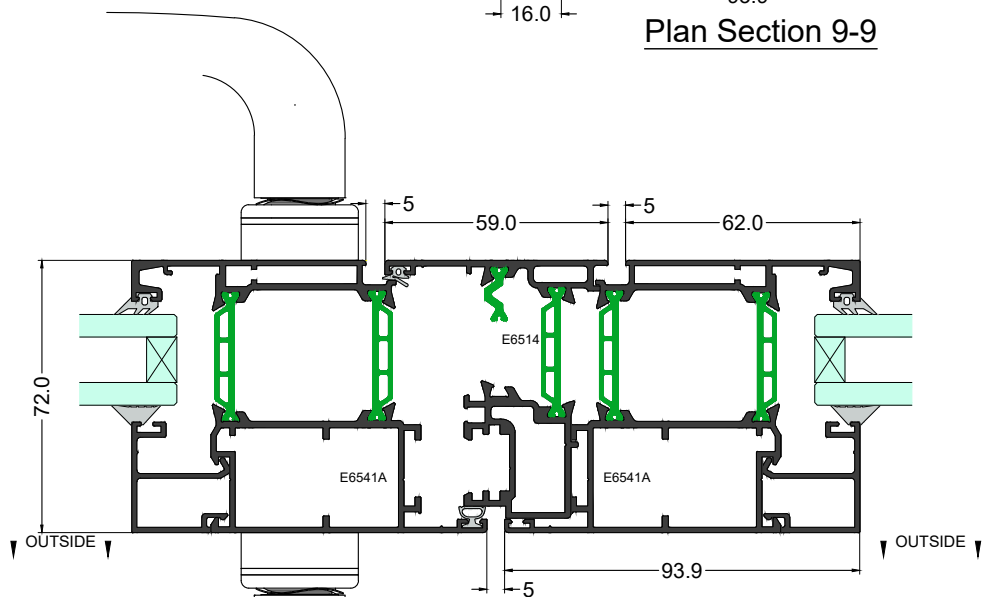 16.0
Plan Section 9-9
5
59.0
5
62.0
72.0
E6514
E6541A
E6541A
OUTSIDE
OUTSIDE
93.9
5